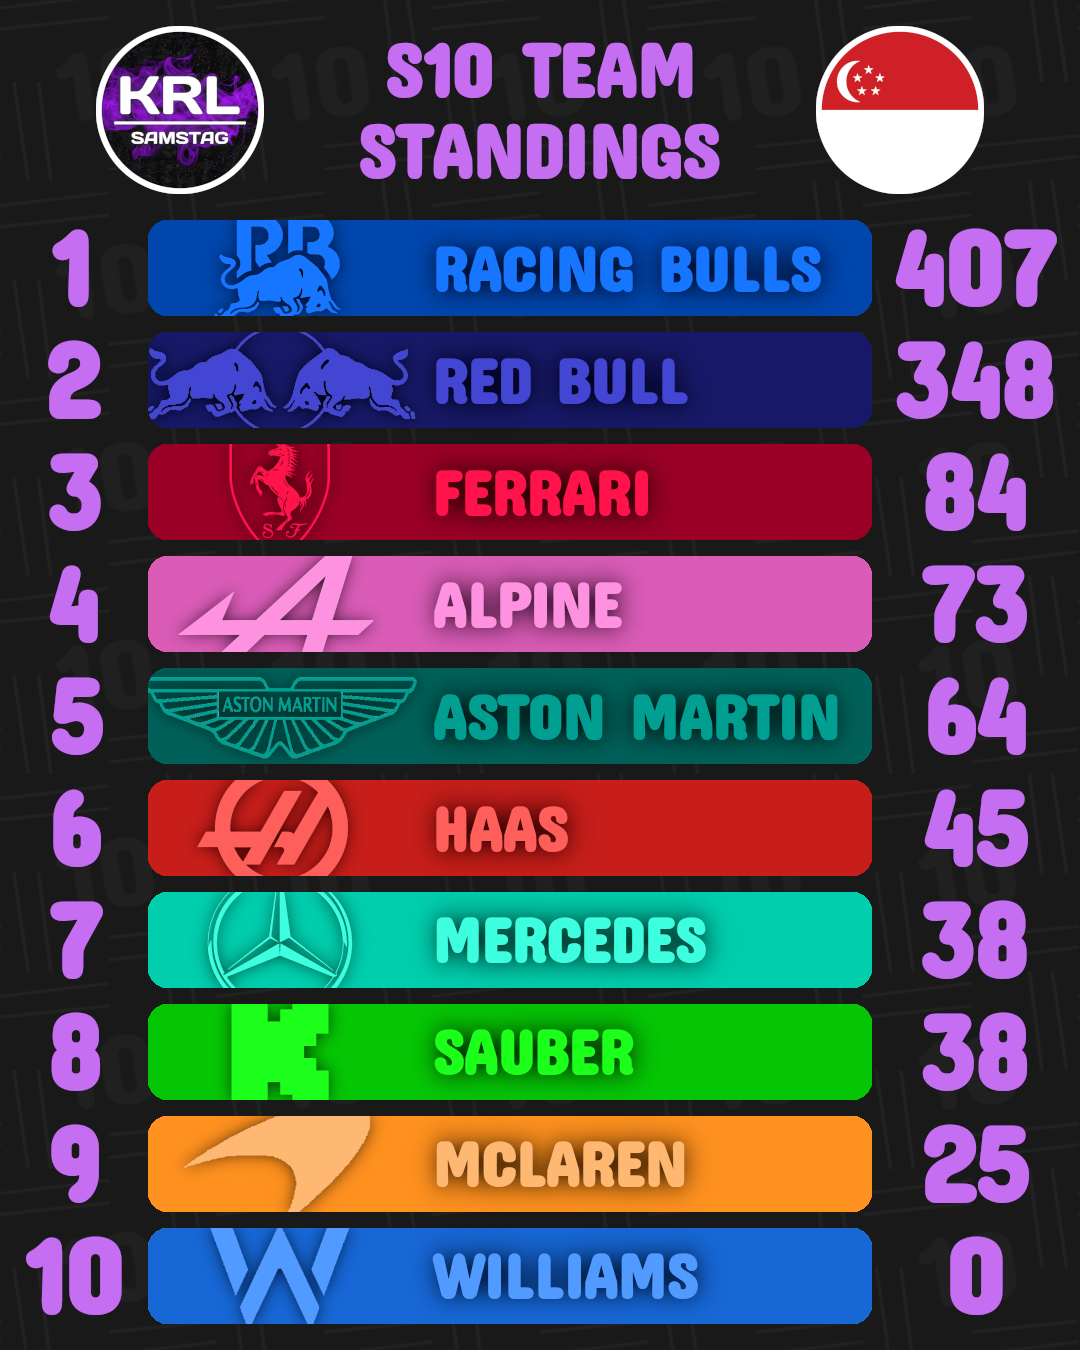 KRL
SAMSTAG
S10 TEAM
STANDINGS
1 RB RACING BULLS 407
2 RED BULL 348
3 S F FERRARI 84
4 ALPINE 73
5 ASTON MARTIN ASTON MARTIN 64
6 HAAS 45
7 MERCEDES 38
8 SAUBER 38
9 MCLAREN 25
10 WILLIAMS 0